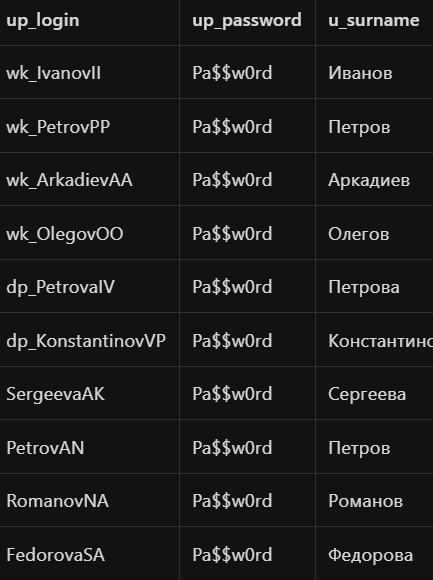 up_login up_password u_surname
wk_IvanovII Pa$$w0rd Иванов
wk_PetrovPP Pa$$w0rd Петров
wk_ArkadievAA Pa$$w0rd Аркадиев
wk_OlegovOO Pa$$w0rd Олегов
dp_PetrovaIV Pa$$w0rd Петрова
dp_KonstantinovVP Pa$$w0rd Константино
SergeevaAK Pa$$w0rd Сергеева
PetrovAN Pa$$w0rd Петров
RomanovNA Pa$$w0rd Романов
FedorovaSA Pa$$w0rd Федорова